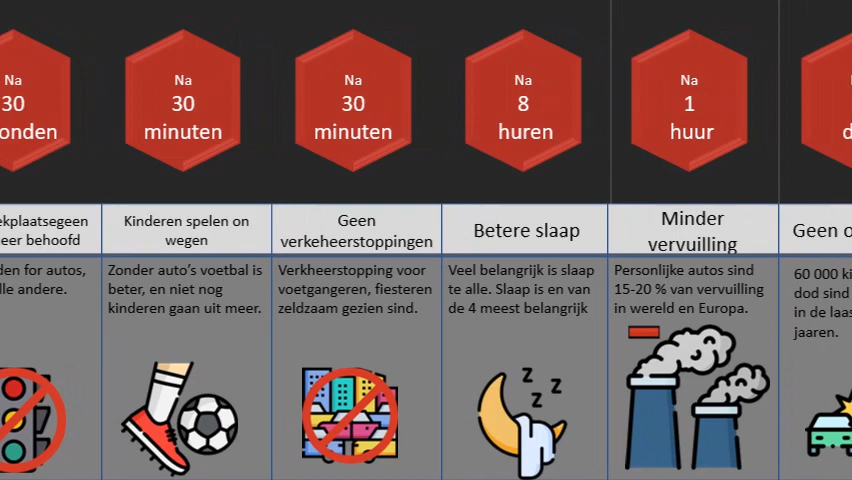 Na
30
onden
Na
30
minuten
Na
30
minuten
Na
8
huren
Na
1
huur
ekplaatsegeen
eer behoofd
Kinderen spelen on
wegen
Geen
verkeheerstoppingen
Betere slaap
Minder
vervuilling
Geen o
den for autos,
lle andere.
Zonder auto's voetbal is
beter, en niet nog
kinderen gaan uit meer.
Verkheerstopping voor
voetgangeren, fiesteren
zeldzaam gezien sind.
Veel belangrijk is slaap
te alle. Slaap is en van
de 4 meest belangrijk
Personlijke autos sind
15-20 % van vervuilling
in wereld en Europa.
60 000 ki
dod sind
in de laas
jaaren.
z
z
z